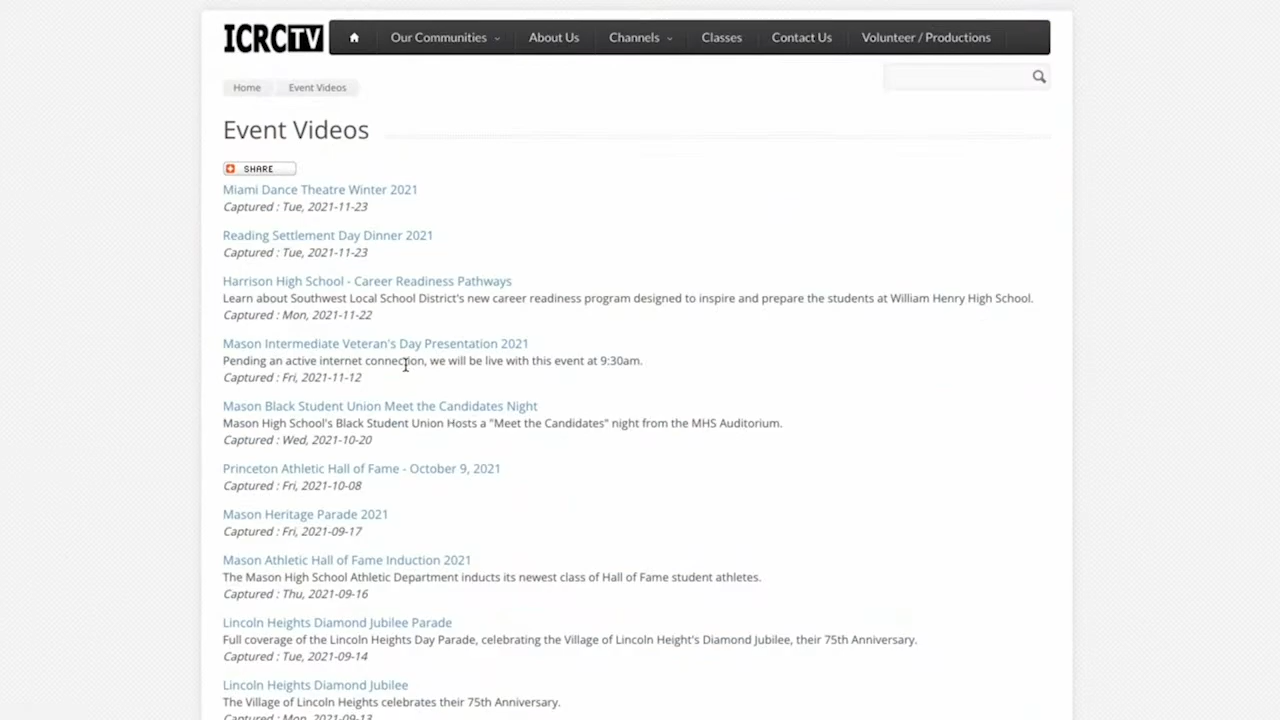 ICRCTV
Our Communities
About Us
Channels
Classes
Contact Us
Volunteer / Productions
Home
Event Videos
Event Videos
SHARE
Miami Dance Theatre Winter 2021
Captured : Tue, 2021-11-23
Reading Settlement Day Dinner 2021
Captured : Tue, 2021-11-23
Harrison High School - Career Readiness Pathways
Learn about Southwest Local School District's new career readiness program designed to inspire and prepare the students at William Henry High School.
Captured : Mon, 2021-11-22
Mason Intermediate Veteran's Day Presentation 2021
Pending an active internet connection, we will be live with this event at 9:30am.
Captured : Fri, 2021-11-12
Mason Black Student Union Meet the Candidates Night
Mason High School's Black Student Union Hosts a "Meet the Candidates" night from the MHS Auditorium.
Captured : Wed, 2021-10-20
Princeton Athletic Hall of Fame - October 9, 2021
Captured : Fri, 2021-10-08
Mason Heritage Parade 2021
Captured : Fri, 2021-09-17
Mason Athletic Hall of Fame Induction 2021
The Mason High School Athletic Department inducts its newest class of Hall of Fame student athletes.
Captured : Thu, 2021-09-16
Lincoln Heights Diamond Jubilee Parade
Full coverage of the Lincoln Heights Day Parade, celebrating the Village of Lincoln Height's Diamond Jubilee, their 75th Anniversary.
Captured : Tue, 2021-09-14
Lincoln Heights Diamond Jubilee
The Village of Lincoln Heights celebrates their 75th Anniversary.
Captured : Mon, 2021-09-13